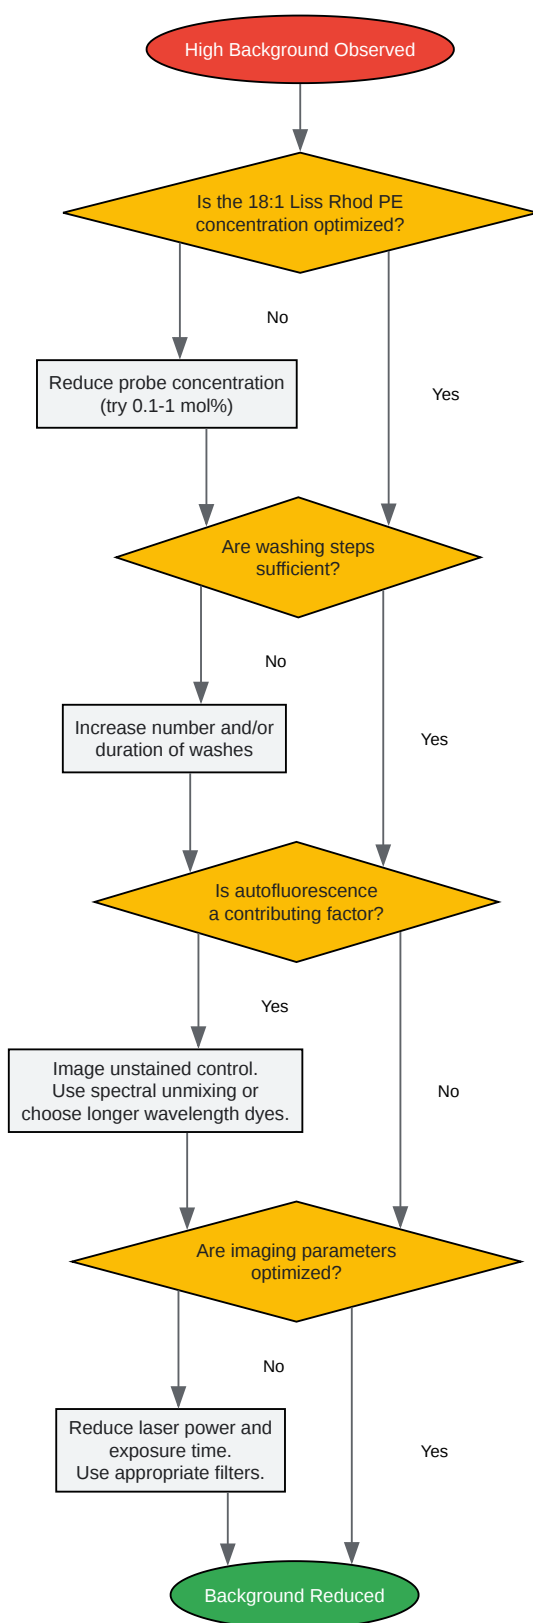 High Background Observed
Is the 18:1 Liss Rhod PE
concentration optimized?
No
Reduce probe concentration
(try 0.1-1 mol%)
Yes
Are washing steps
sufficient?
No
Increase number and/or
duration of washes
Yes
Is autofluorescence
a contributing factor?
Yes
Image unstained control.
Use spectral unmixing or
choose longer wavelength dyes.
No
Are imaging parameters
optimized?
No
Reduce laser power and
exposure time.
Use appropriate filters.
Yes
Background Reduced